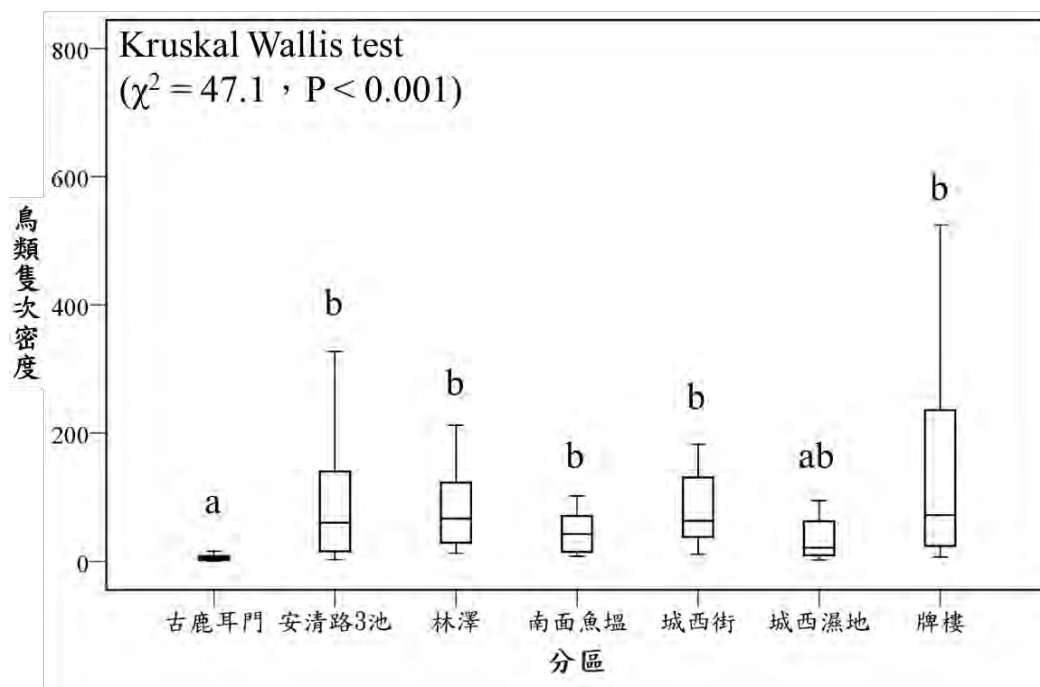 Kruskal Wallis test
(χ² = 47.1，P < 0.001)
800
600
400
200
0
鳥類隻次密度
a
b
b
b
b
ab
b
古鹿耳門
安清路3池
林澤
南面魚塭
城西街
城西濕地
牌樓
分區